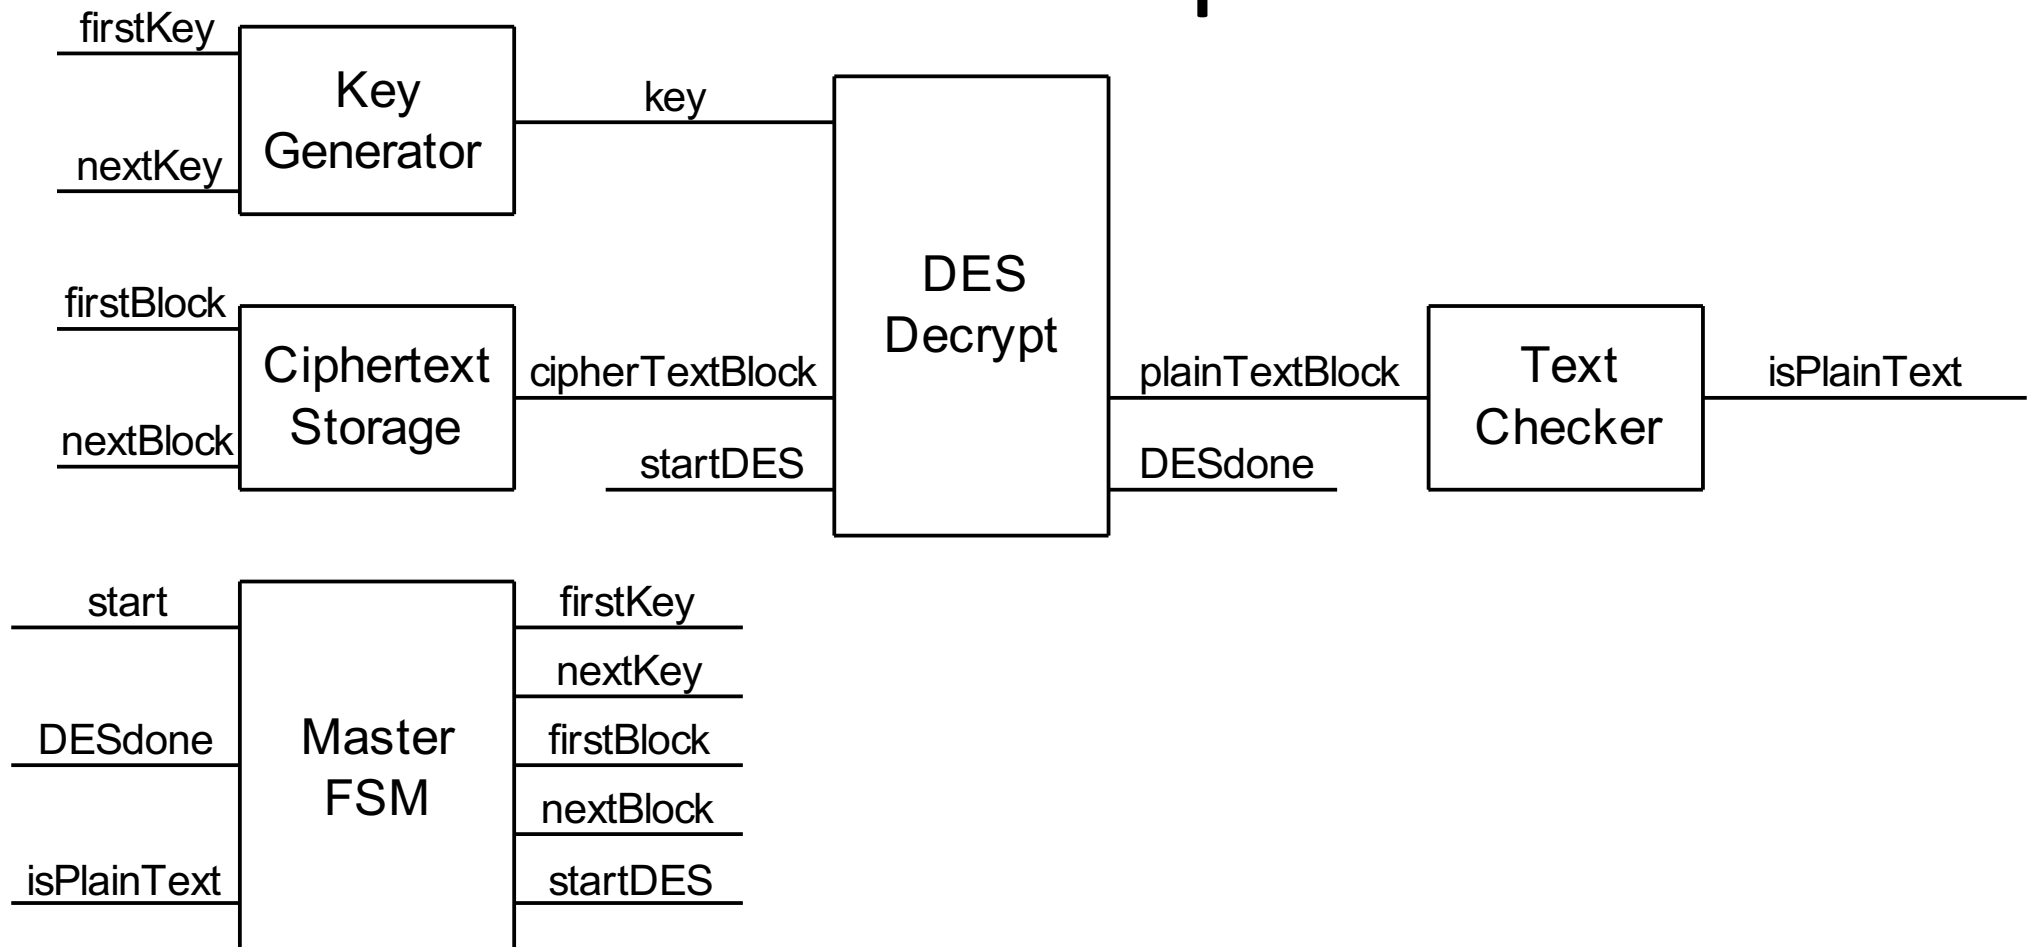 firstKey
Key
Generator
nextKey
key
firstBlock
Ciphertext
Storage
nextBlock
cipherTextBlock
startDES
DES
Decrypt
plainTextBlock
DESdone
Text
Checker
isPlainText
start
DESdone
isPlainText
Master
FSM
firstKey
nextKey
firstBlock
nextBlock
startDES